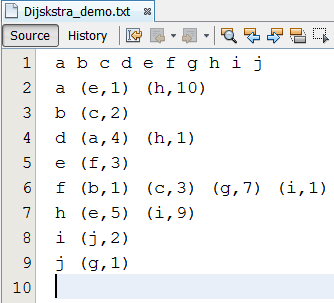 Dijskstra_demo.txt
Source History
1 a b c d e f g h i j
2 a (e,1) (h,10)
3 b (c,2)
4 d (a,4) (h,1)
5 e (f,3)
6 f (b,1) (c,3) (g,7) (i,1)
7 h (e,5) (i,9)
8 i (j,2)
9 j (g,1)
10